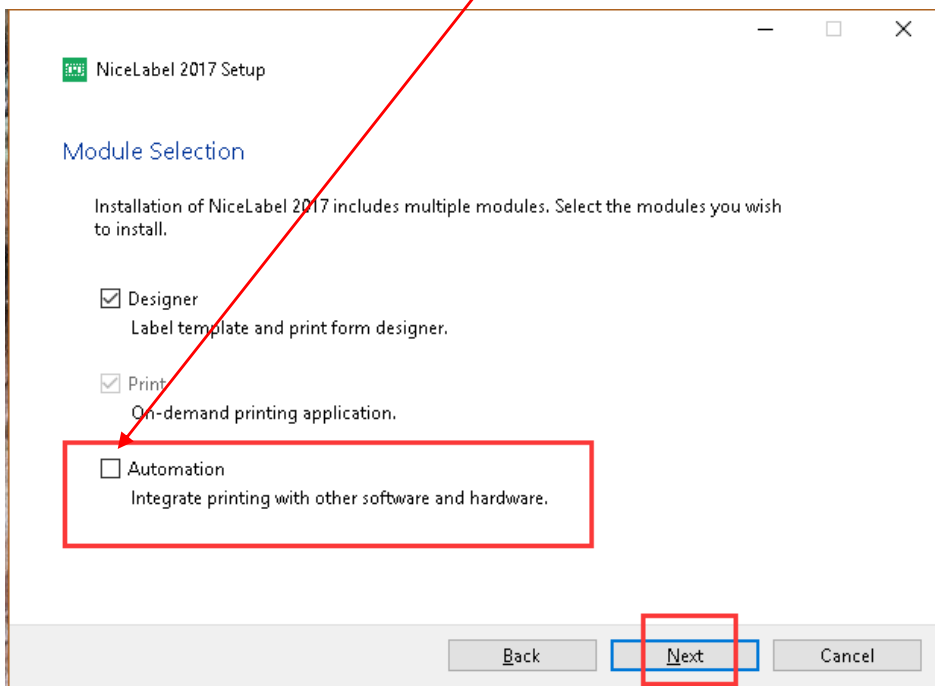 NiceLabel 2017 Setup
Module Selection
Installation of NiceLabel 2017 includes multiple modules. Select the modules you wish
to install.
Designer
Label template and print form designer.
Print
On-demand printing application.
Automation
Integrate printing with other software and hardware.
Back Next Cancel